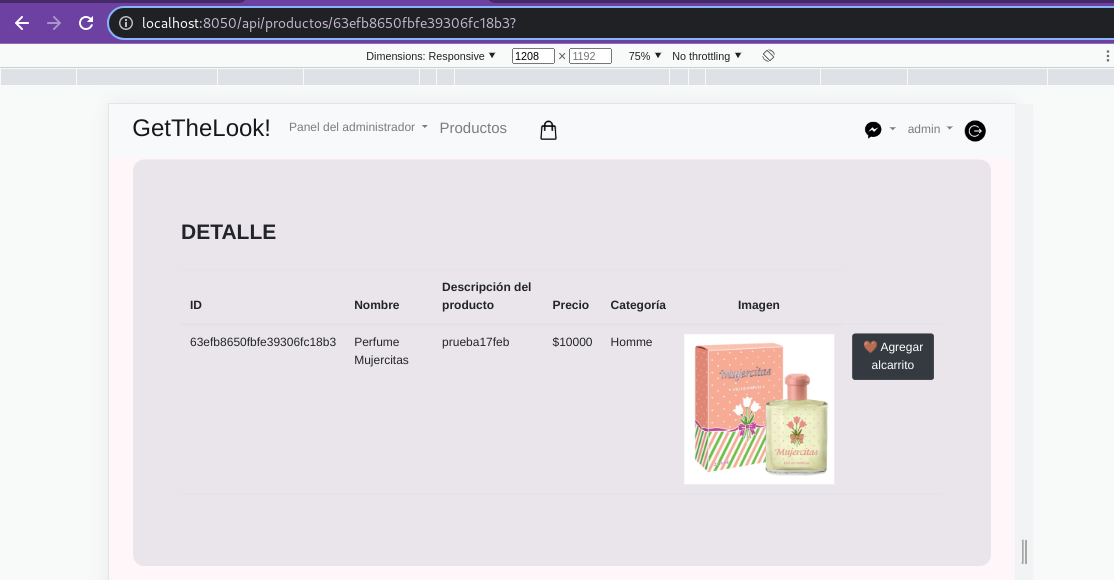 localhost:8050/api/productos/63efb8650fbfe39306fc18b3?
Dimensions: Responsive 1208 × 1192 75% No throttling
GetTheLook! Panel del administrador Productos admin
DETALLE
ID Nombre Descripción del producto Precio Categoría Imagen
63efb8650fbfe39306fc18b3 Perfume Mujercitas prueba17feb $10000 Homme
Mujercitas
Mujercitas
🤎 Agregar
alcarrito